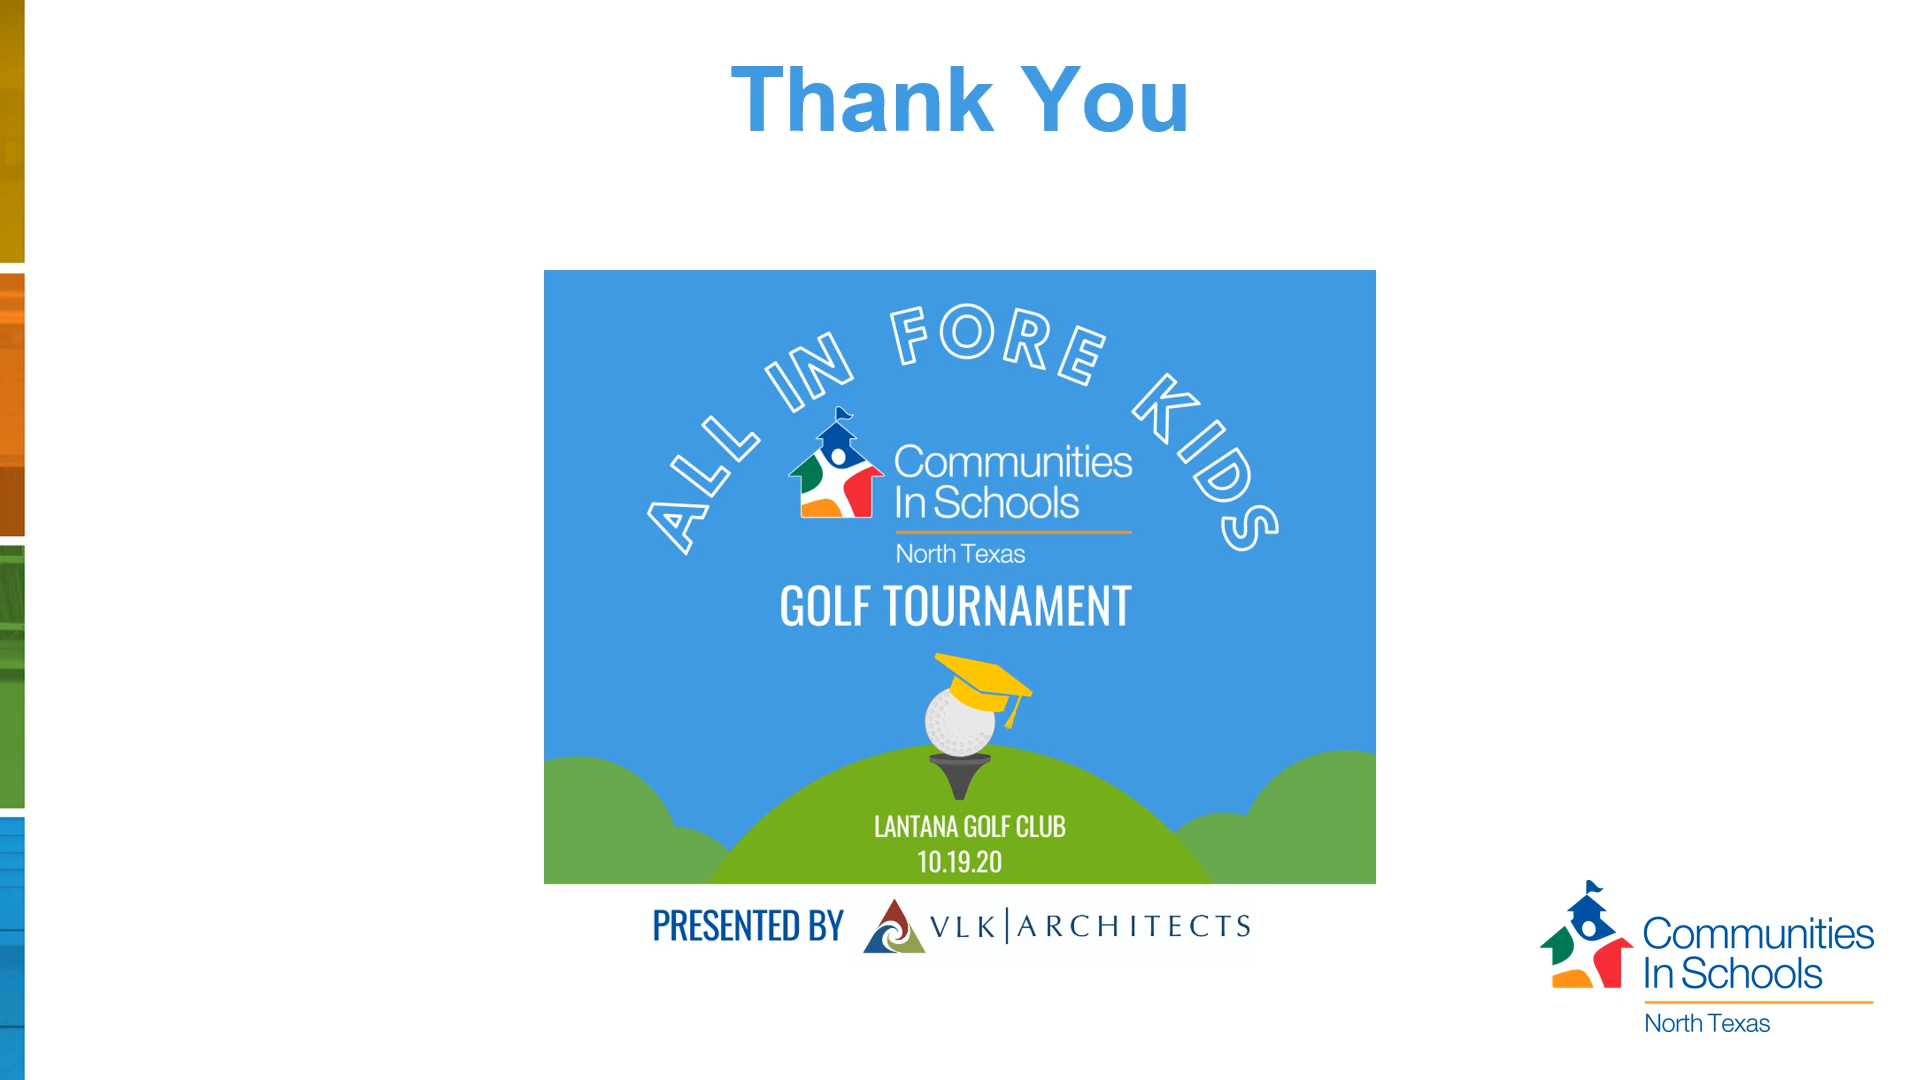 Thank You
ALL IN FORE KIDS
Communities
In Schools
North Texas
GOLF TOURNAMENT
LANTANA GOLF CLUB
10.19.20
PRESENTED BY VLK|ARCHITECTS
Communities
In Schools
North Texas